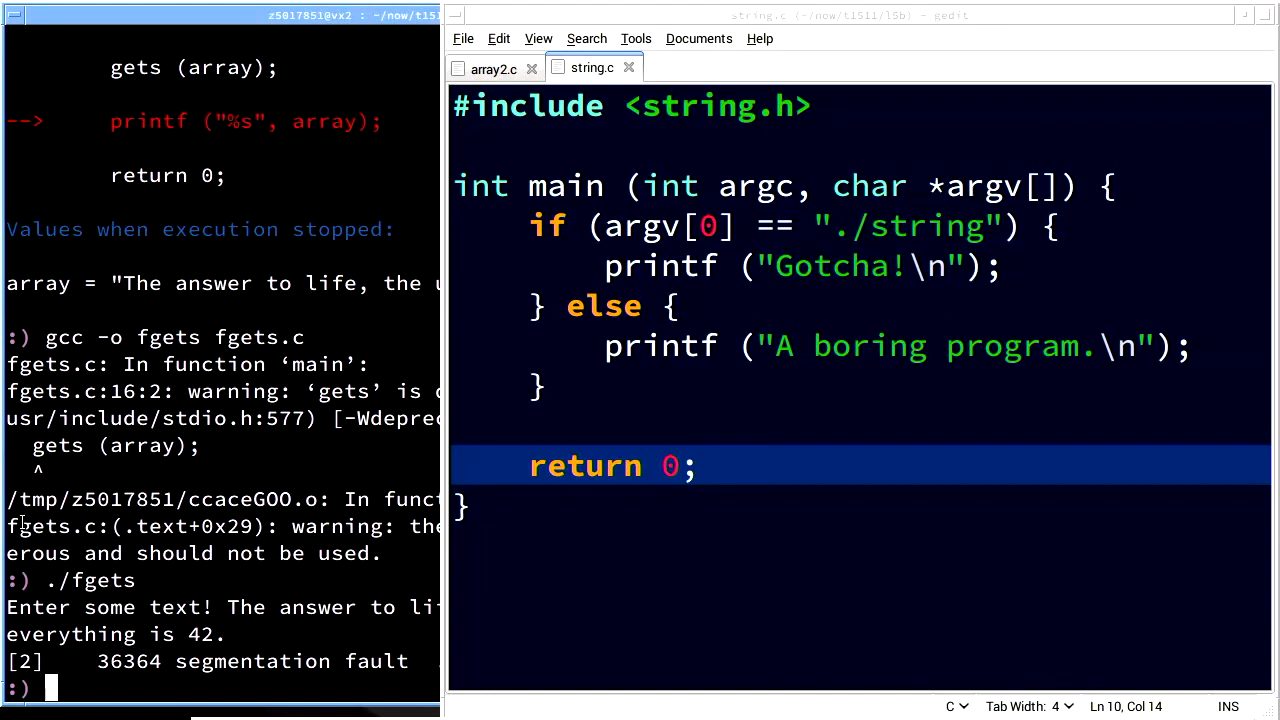 z5017851@vx2 : ~/now/t1511
gets (array);
--> printf ("%s", array);
return 0;
Values when execution stopped:
array = "The answer to life, the
:) gcc -o fgets fgets.c
fgets.c: In function ‘main’:
fgets.c:16:2: warning: ‘gets’ is
usr/include/stdio.h:577) [-Wdeprec
gets (array);
^
/tmp/z5017851/ccaceGOO.o: In funct
fgets.c:(.text+0x29): warning: the
erous and should not be used.
:) ./fgets
Enter some text! The answer to li
everything is 42.
[2] 36364 segmentation fault
:)
string.c (~/now/t1511/l5b) - gedit
File Edit View Search Tools Documents Help
array2.c string.c
#include <string.h>
int main (int argc, char *argv[]) {
if (argv[0] == "./string") {
printf ("Gotcha!\n");
} else {
printf ("A boring program.\n");
}
return 0;
}
C Tab Width: 4 Ln 10, Col 14 INS